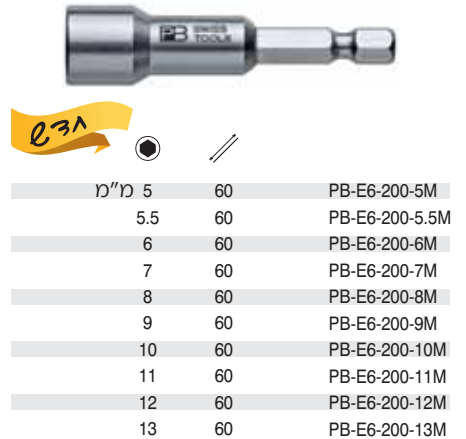 PB SWISS TOOLS
חדש
5 מ"מ 60 PB-E6-200-5M
5.5 60 PB-E6-200-5.5M
6 60 PB-E6-200-6M
7 60 PB-E6-200-7M
8 60 PB-E6-200-8M
9 60 PB-E6-200-9M
10 60 PB-E6-200-10M
11 60 PB-E6-200-11M
12 60 PB-E6-200-12M
13 60 PB-E6-200-13M